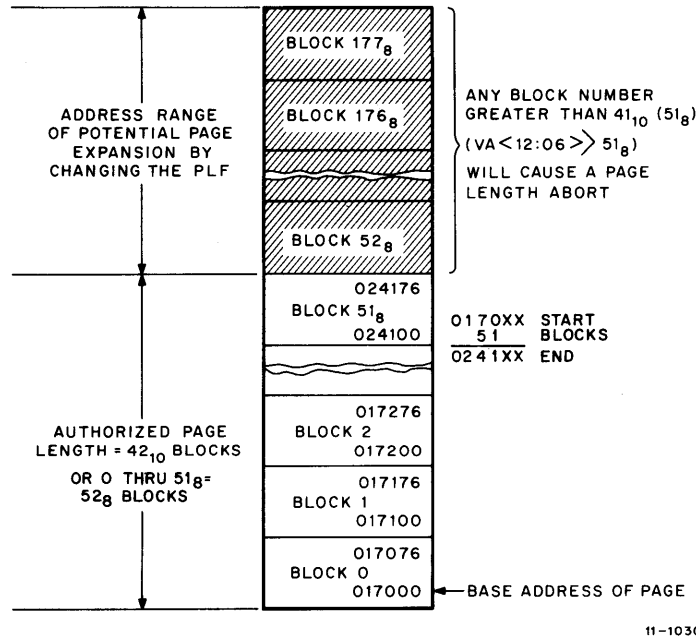 ADDRESS RANGE
OF POTENTIAL PAGE
EXPANSION BY
CHANGING THE PLF
AUTHORIZED PAGE
LENGTH = 42₁₀ BLOCKS
OR 0 THRU 51₈=
52₈ BLOCKS
BLOCK 177₈
BLOCK 176₈
BLOCK 52₈
024176
BLOCK 51₈
024100
017276
BLOCK 2
017200
017176
BLOCK 1
017100
017076
BLOCK 0
017000
ANY BLOCK NUMBER
GREATER THAN 41₁₀ (51₈)
(VA<12:06>> 51₈)
WILL CAUSE A PAGE
LENGTH ABORT
0170XX START
51 BLOCKS
0241XX END
BASE ADDRESS OF PAGE